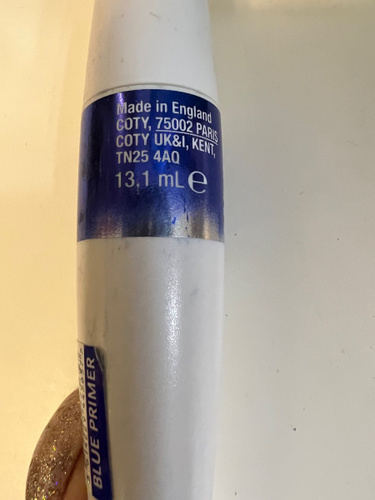 Made in England
COTY, 75002 PARIS
COTY UK&I, KENT,
TN25 4AQ
13,1 mL ℮
BLUE PRIMER